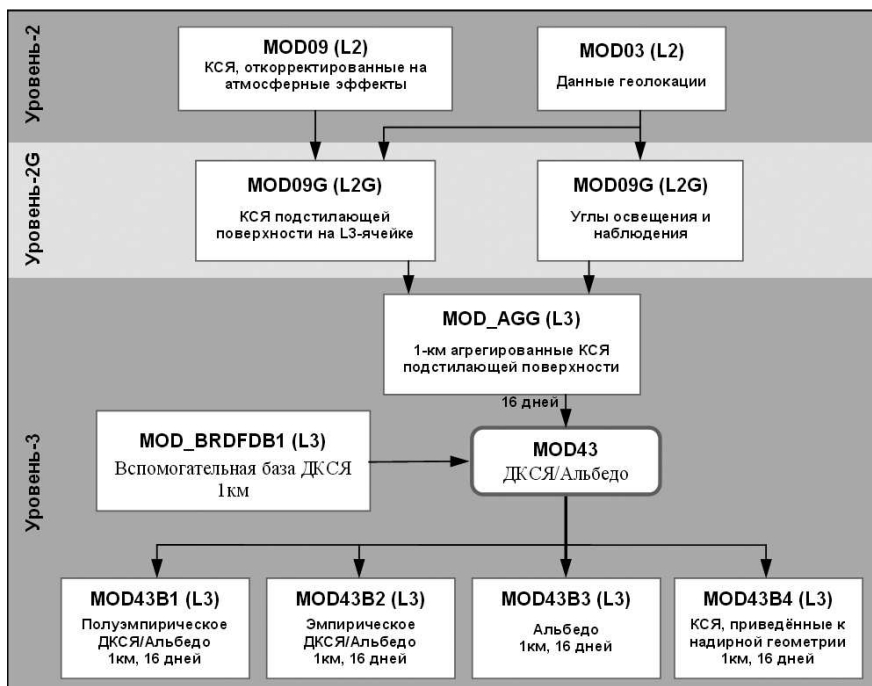 Уровень-2
MOD09 (L2)
КСЯ, откорректированные на
атмосферные эффекты
MOD03 (L2)
Данные геолокации
Уровень-2G
MOD09G (L2G)
КСЯ подстилающей
поверхности на L3-ячейке
MOD09G (L2G)
Углы освещения и
наблюдения
Уровень-3
MOD_AGG (L3)
1-км агрегированные КСЯ
подстилающей поверхности
16 дней
MOD_BRDFDB1 (L3)
Вспомогательная база ДКСЯ
1км
MOD43
ДКСЯ/Альбедо
MOD43B1 (L3)
Полуэмпирическое
ДКСЯ/Альбедо
1км, 16 дней
MOD43B2 (L3)
Эмпирическое
ДКСЯ/Альбедо
1км, 16 дней
MOD43B3 (L3)
Альбедо
1км, 16 дней
MOD43B4 (L3)
КСЯ, приведённые к
надирной геометрии
1км, 16 дней